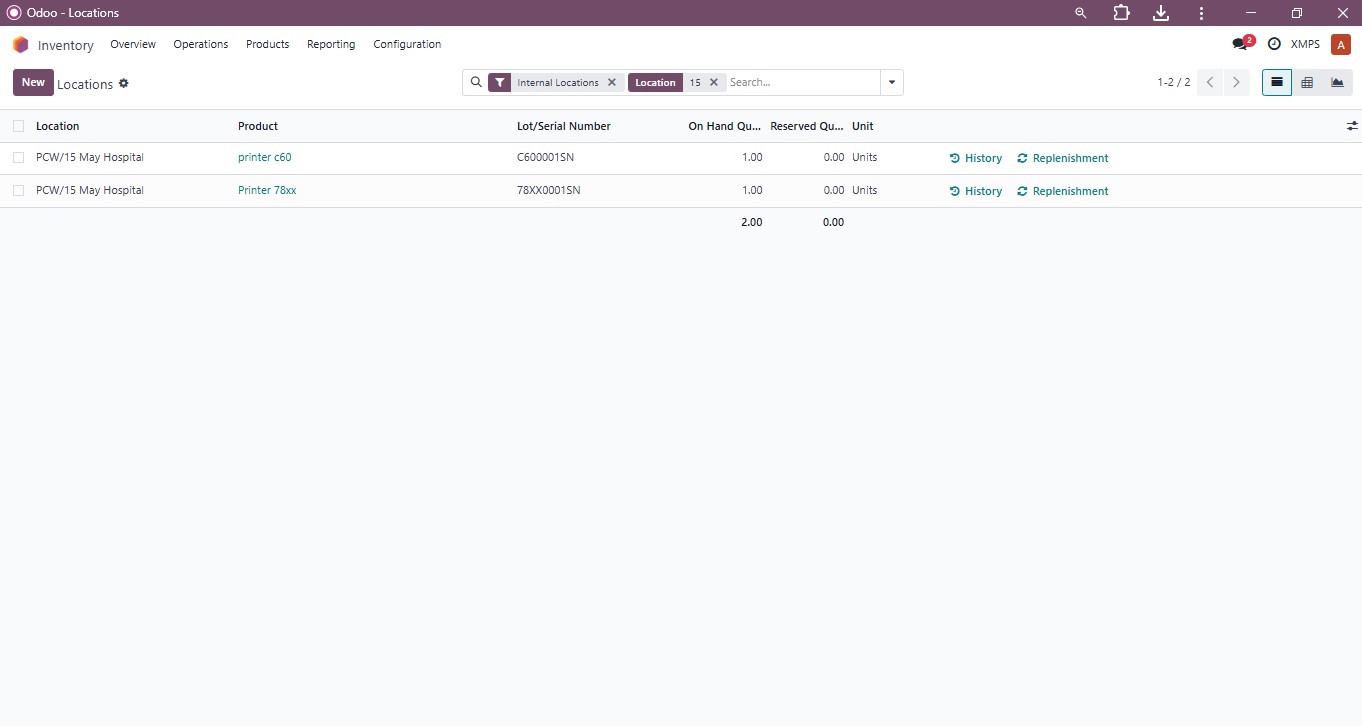 Odoo - Locations
Inventory Overview Operations Products Reporting Configuration 2 XMPS A
New Locations Internal Locations Location 15 Search... 1-2 / 2
Location Product Lot/Serial Number On Hand Qu... Reserved Qu... Unit
PCW/15 May Hospital printer c60 C600001SN 1.00 0.00 Units History Replenishment
PCW/15 May Hospital Printer 78xx 78XX0001SN 1.00 0.00 Units History Replenishment
2.00 0.00